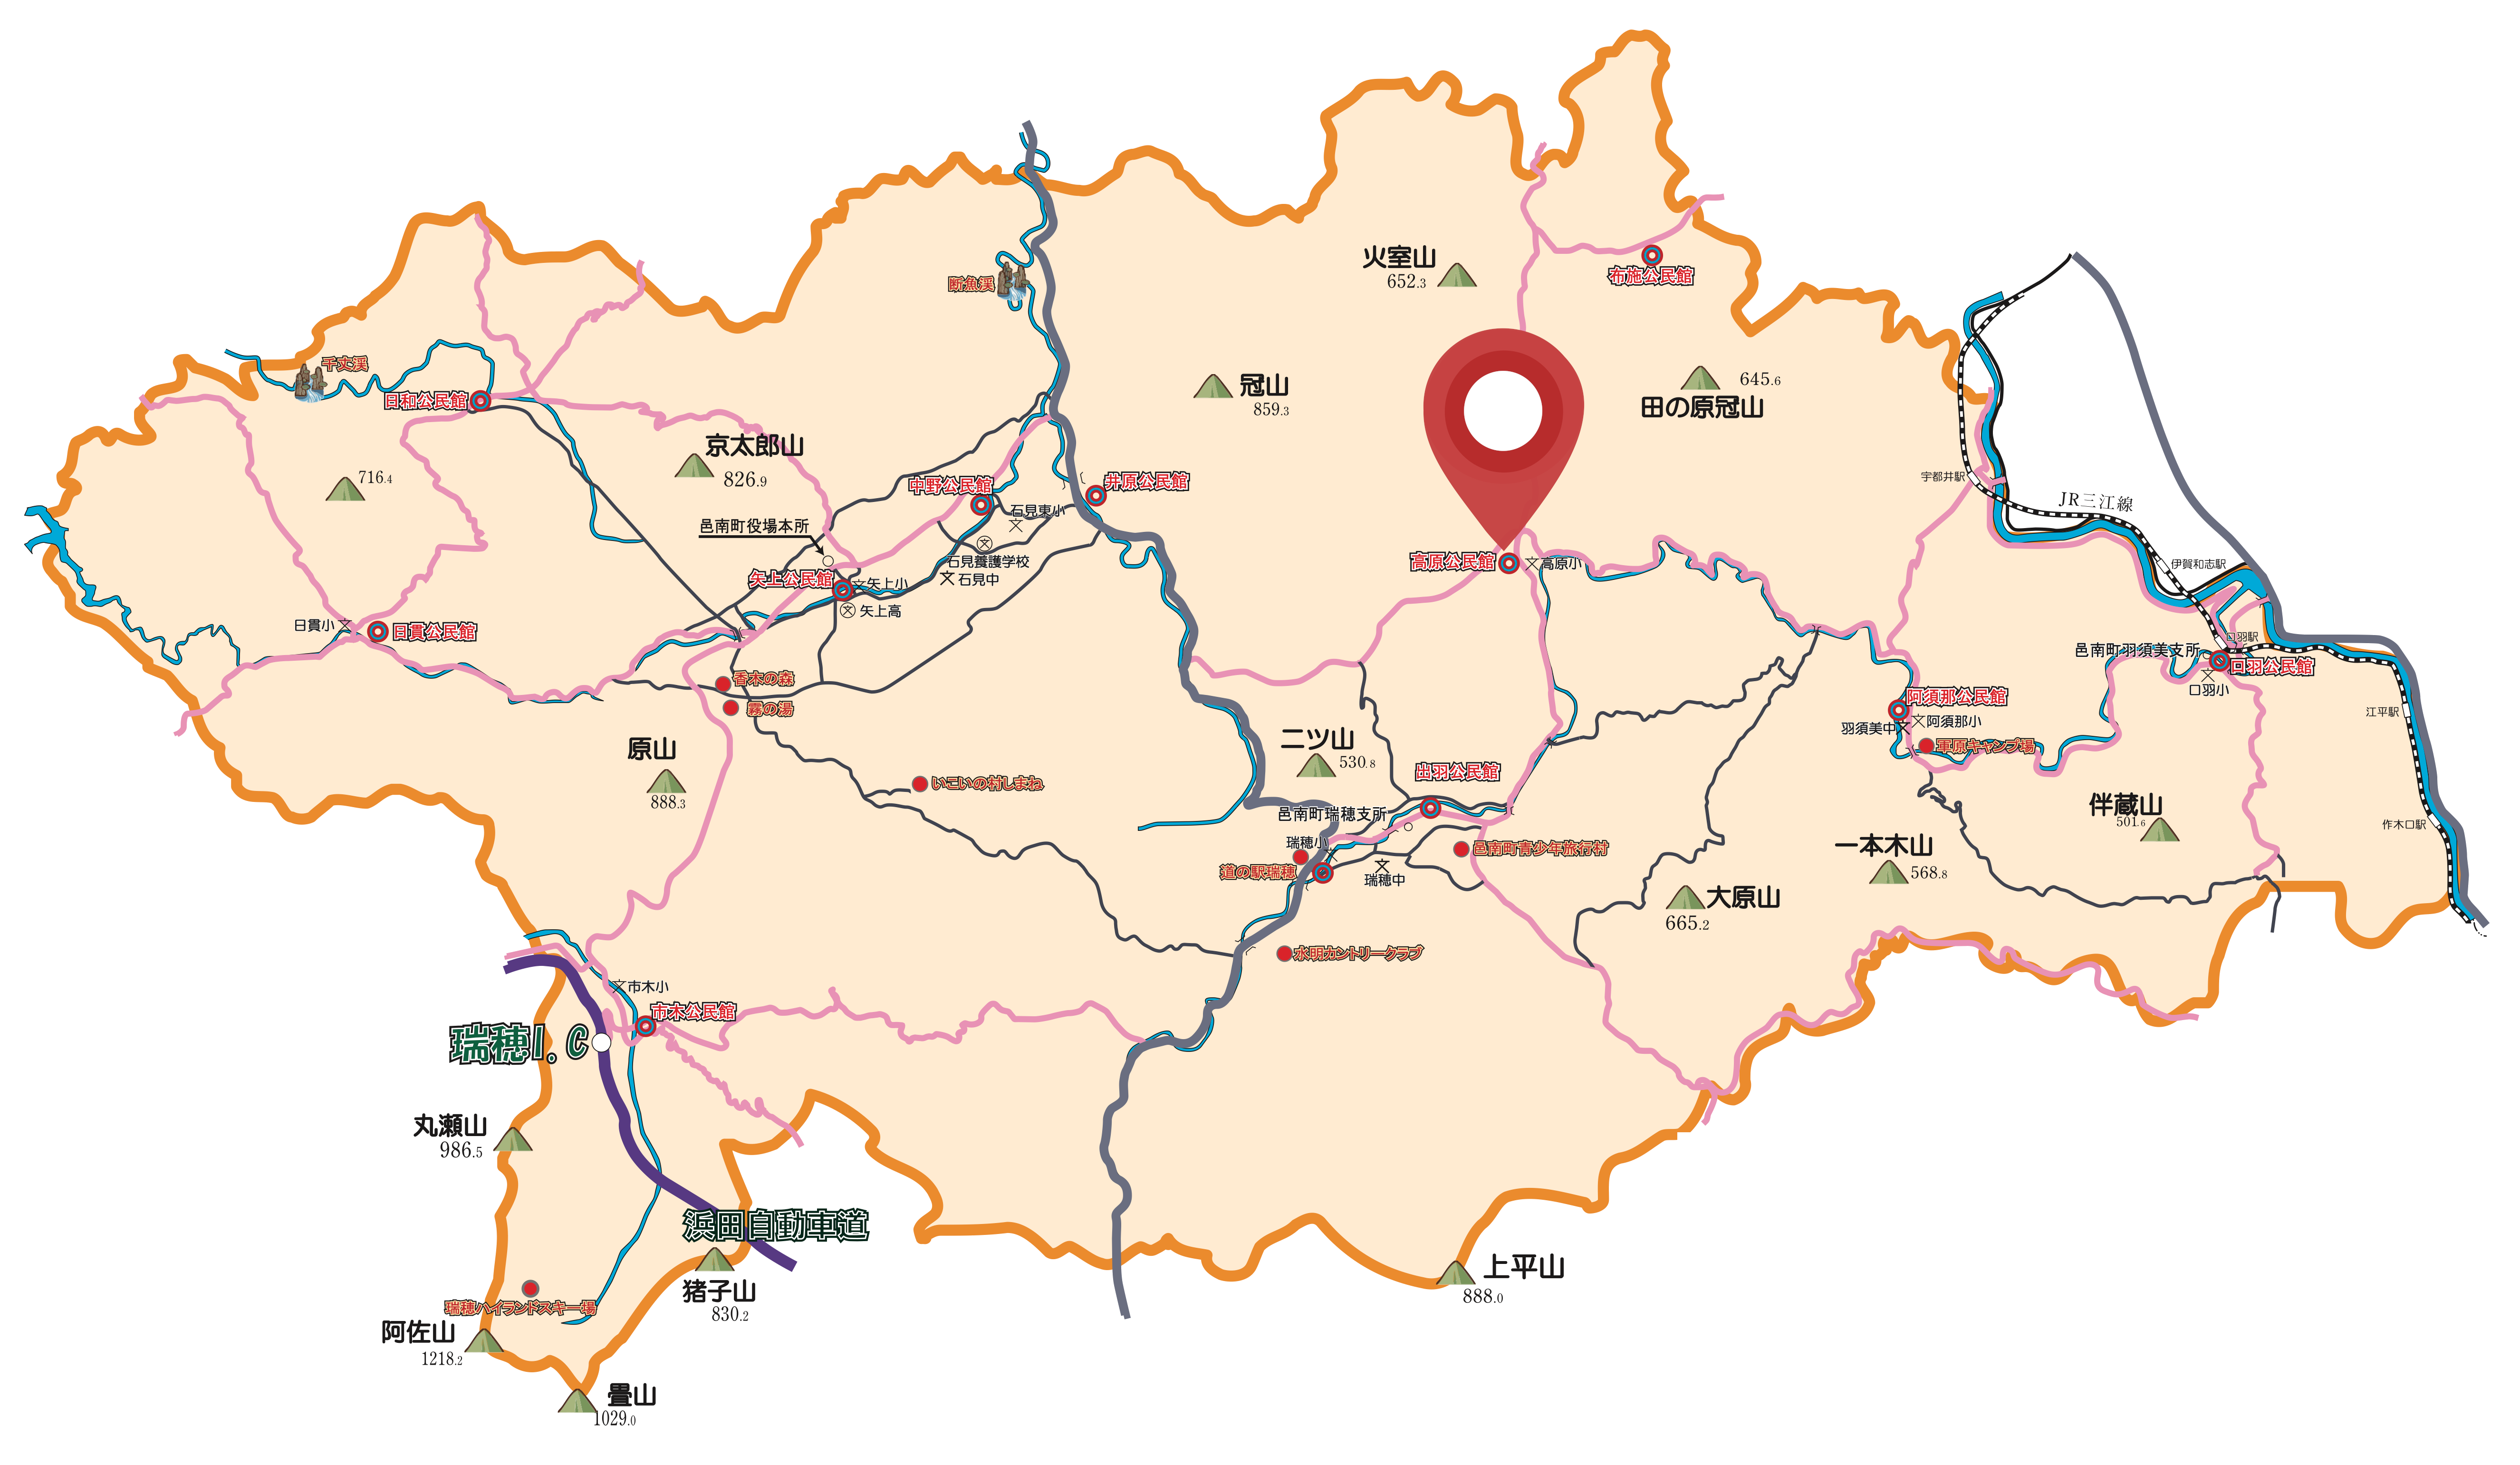 火室山
652.3
布施公民館
断魚渓
千丈渓
日和公民館
冠山
859.3
645.6
田の原冠山
京太郎山
826.9
716.4
中野公民館
井原公民館
石見東小
宇都井駅
JR三江線
邑南町役場本所
石見養護学校
石見中
矢上公民館
矢上小
矢上高
高原公民館
高原小
伊賀和志駅
日貫小
日貫公民館
口羽駅
邑南町羽須美支所
口羽公民館
口羽小
香木の森
霧の湯
阿須那公民館
阿須那小
羽須美中
軍原キャンプ場
江平駅
原山
888.3
二ツ山
530.8
いこいの村しまね
出羽公民館
邑南町瑞穂支所
瑞穂小
道の駅瑞穂
瑞穂中
邑南町青少年旅行村
伴蔵山
501.6
作木口駅
一本木山
568.8
大原山
665.2
水明カントリークラブ
市木小
市木公民館
瑞穂I.C
丸瀬山
986.5
浜田自動車道
猪子山
830.2
上平山
888.0
瑞穂ハイランドスキー場
阿佐山
1218.2
畳山
1029.0